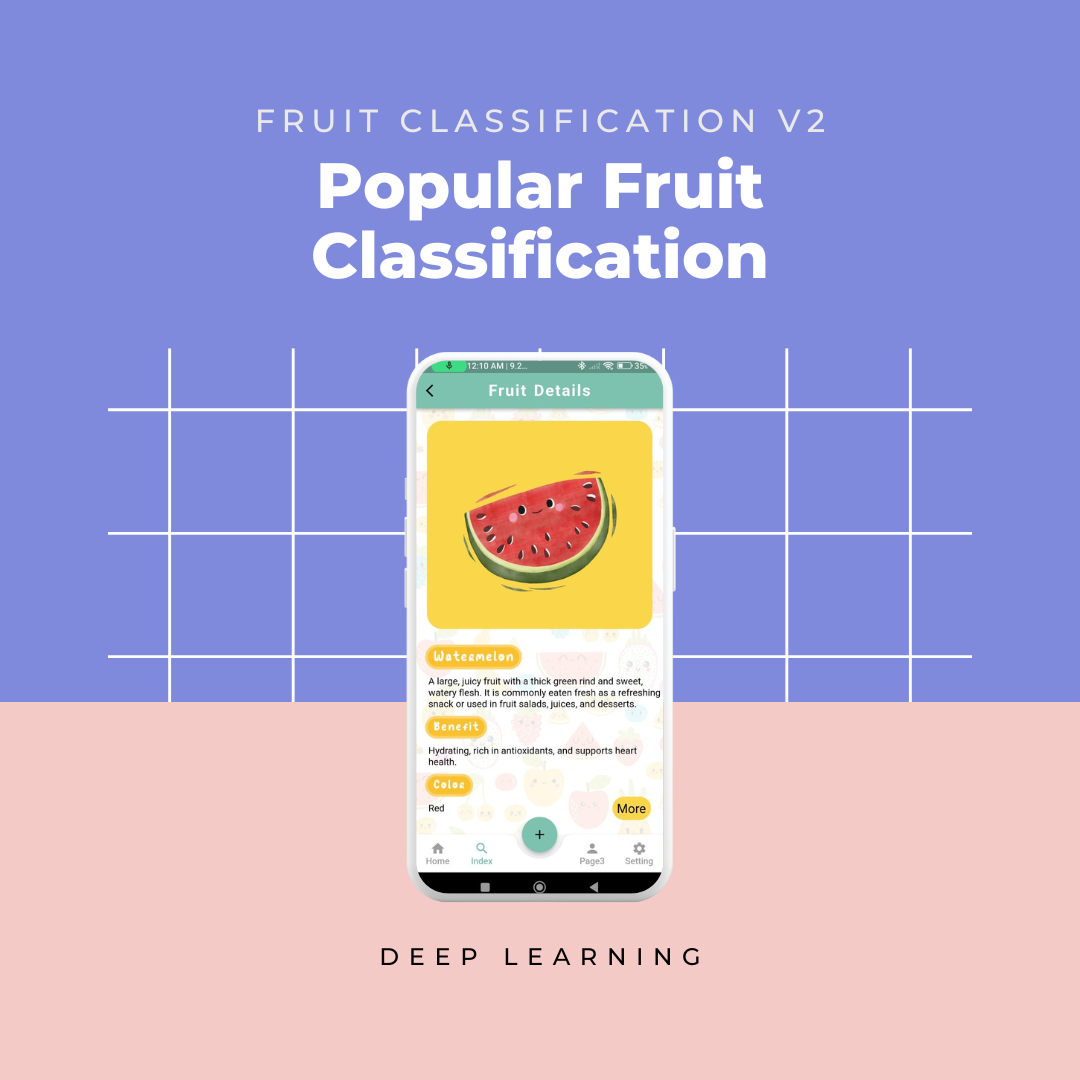 FRUIT CLASSIFICATION V2
Popular Fruit
Classification
12:10 AM | 9.2...
Fruit Details
Watermelon
A large, juicy fruit with a thick green rind and sweet,
watery flesh. It is commonly eaten fresh as a refreshing
snack or used in fruit salads, juices, and desserts.
Benefit
Hydrating, rich in antioxidants, and supports heart
health.
Color
Red
More
+
Home
Index
Page3
Setting
DEEP LEARNING